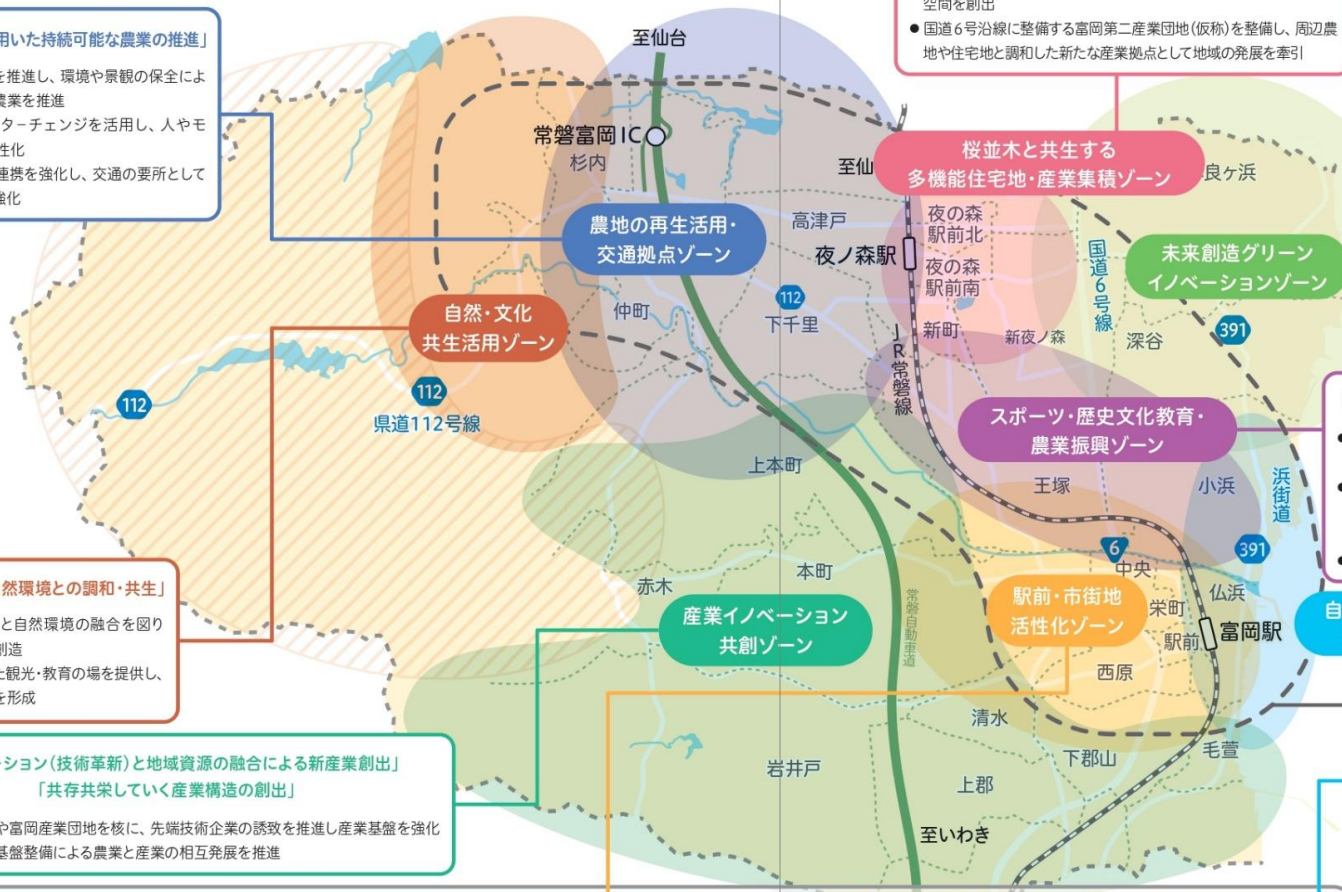 用いた持続可能な農業の推進」
を推進し、環境や景観の保全によ
農業を推進
ターチェンジを活用し、人やモ
性化
連携を強化し、交通の要所として
強化
空間を創出
● 国道6号沿線に整備する富岡第二産業団地(仮称)を整備し、周辺農
地や住宅地と調和した新たな産業拠点として地域の発展を牽引
至仙台
常磐富岡IC
杉内
至仙
桜並木と共生する
多機能住宅地・産業集積ゾーン
良ヶ浜
農地の再生活用・
交通拠点ゾーン
高津戸
夜の森
駅前北
夜ノ森駅
夜の森
駅前南
国道6号線
未来創造グリーン
イノベーションゾーン
自然・文化
共生活用ゾーン
仲町
112
下千里
新町
新夜ノ森
深谷
391
JR常磐線
112
112
県道112号線
スポーツ・歴史文化教育・
農業振興ゾーン
上本町
王塚
小浜
浜街道
6
中央
391
然環境との調和・共生」
と自然環境の融合を図り
創造
た観光・教育の場を提供し、
を形成
赤木
本町
産業イノベーション
共創ゾーン
常磐自動車道
駅前・市街地
活性化ゾーン
栄町
仏浜
駅前
富岡駅
自
西原
清水
下郡山
毛萱
岩井戸
上郡
至いわき
ション(技術革新)と地域資源の融合による新産業創出」
「共存共栄していく産業構造の創出」
や富岡産業団地を核に、先端技術企業の誘致を推進し産業基盤を強化
基盤整備による農業と産業の相互発展を推進